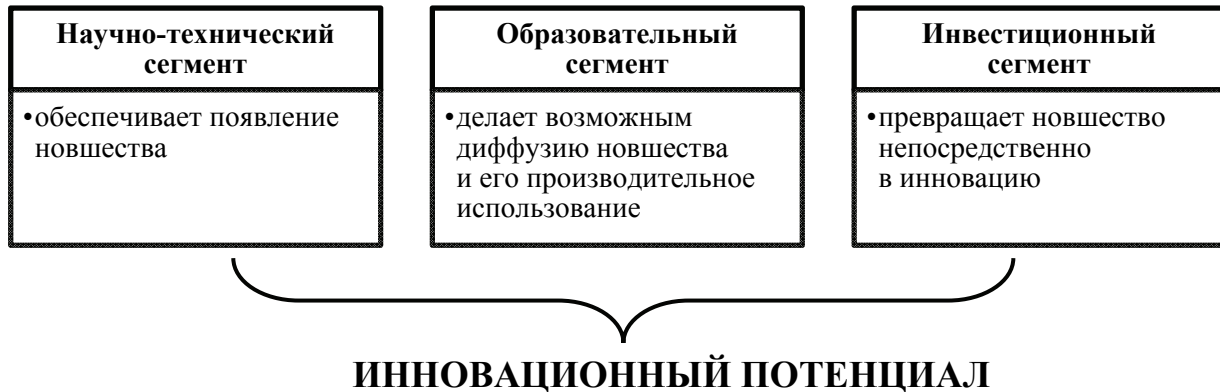 Научно-технический
сегмент
•обеспечивает появление
новшества
Образовательный
сегмент
•делает возможным
диффузию новшества
и его производительное
использование
Инвестиционный
сегмент
•превращает новшество
непосредственно
в инновацию
ИННОВАЦИОННЫЙ ПОТЕНЦИАЛ